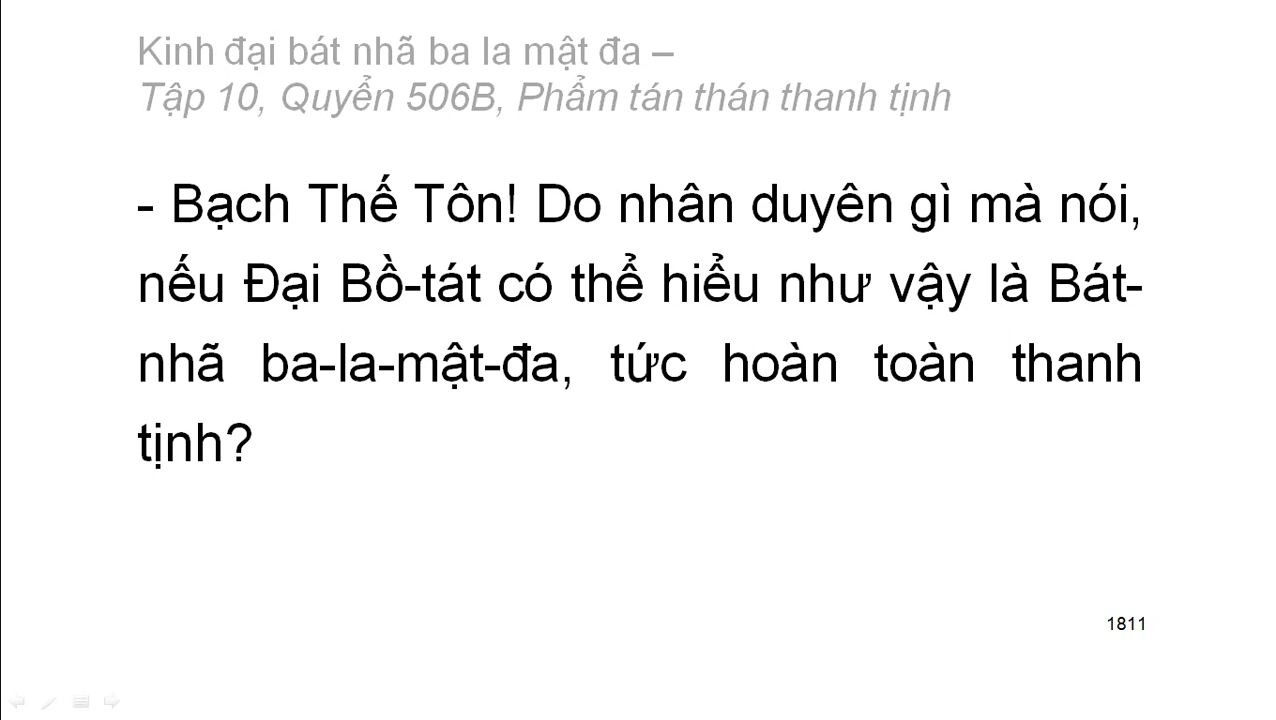 Kinh đại bát nhã ba la mật đa –
Tập 10, Quyển 506B, Phẩm tán thán thanh tịnh
- Bạch Thế Tôn! Do nhân duyên gì mà nói,
nếu Đại Bồ-tát có thể hiểu như vậy là Bát-
nhã ba-la-mật-đa, tức hoàn toàn thanh
tịnh?
1811